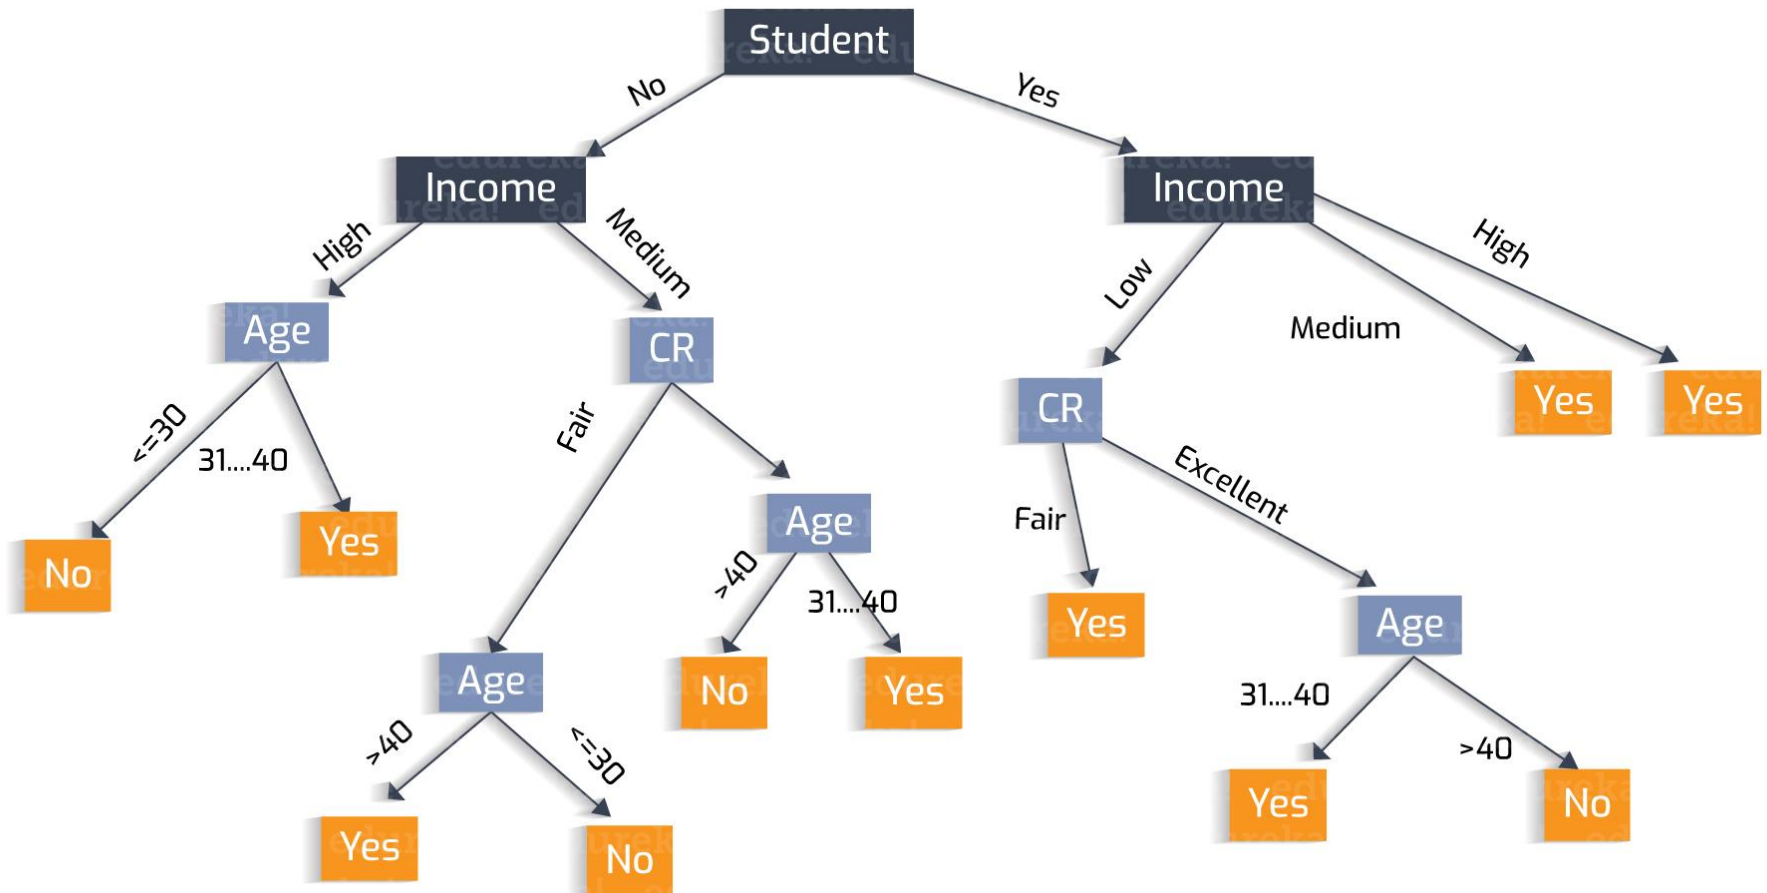 Student
No
Yes
Income
Income
High
Medium
Low
Medium
High
Age
CR
CR
Yes
Yes
<=30
31....40
Fair
Fair
Excellent
No
Yes
Age
>40
31....40
Yes
Age
Age
No
Yes
31....40
>40
>40
<=30
Yes
No
Yes
No
edureka!